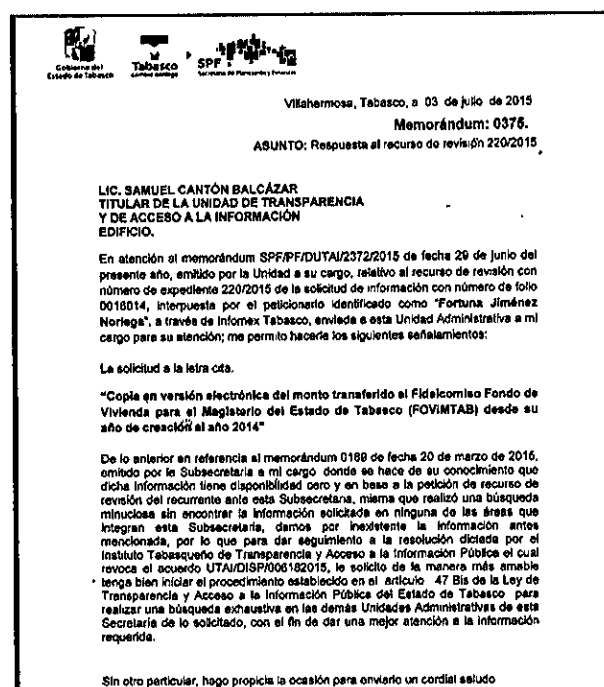 Gobierno del
Estado de Tabasco
Tabasco
cambia contigo
SPF
Secretaría de Planeación y Finanzas
Villahermosa, Tabasco, a 03 de julio de 2015
Memorándum: 0375.
ASUNTO: Respuesta al recurso de revisión 220/2015
LIC. SAMUEL CANTÓN BALCÁZAR
TITULAR DE LA UNIDAD DE TRANSPARENCIA
Y DE ACCESO A LA INFORMACIÓN
EDIFICIO.
En atención al memorándum SPF/PF/DUTAI/2372/2015 de fecha 29 de junio del
presente año, emitido por la Unidad a su cargo, relativo al recurso de revisión con
número de expediente 220/2015 de la solicitud de información con número de folio
0016014, interpuesta por el peticionario identificado como "Fortuna Jiménez
Noriega", a través de Infomex Tabasco, enviada a esta Unidad Administrativa a mi
cargo para su atención; me permito hacerle los siguientes señalamientos:
La solicitud a la letra cita.
"Copia en versión electrónica del monto transferido al Fideicomiso Fondo de
Vivienda para el Magisterio del Estado de Tabasco (FOVIMTAB) desde su
año de creación al año 2014"
De lo anterior en referencia al memorándum 0169 de fecha 20 de marzo de 2015,
emitido por la Subsecretaría a mi cargo donde se hace de su conocimiento que
dicha información tiene disponibilidad cero y en base a la petición de recurso de
revisión del recurrente ante esta Subsecretaria, misma que realizó una búsqueda
minuciosa sin encontrar la información solicitada en ninguna de las áreas que
integran esta Subsecretaría, damos por inexistente la información antes
mencionada, por lo que para dar seguimiento a la resolución dictada por el
Instituto Tabasqueño de Transparencia y Acceso a la Información Pública el cual
revoca el acuerdo UTAI/DISP/006182015, le solicito de la manera más amable
tenga bien iniciar el procedimiento establecido en el artículo 47 Bis de la Ley de
Transparencia y Acceso a la Información Pública del Estado de Tabasco para
realizar una búsqueda exhaustiva en las demás Unidades Administrativas de esta
Secretaría de lo solicitado, con el fin de dar una mejor atención a la información
requerida.
Sin otro particular, hago propicia la ocasión para enviarle un cordial saludo